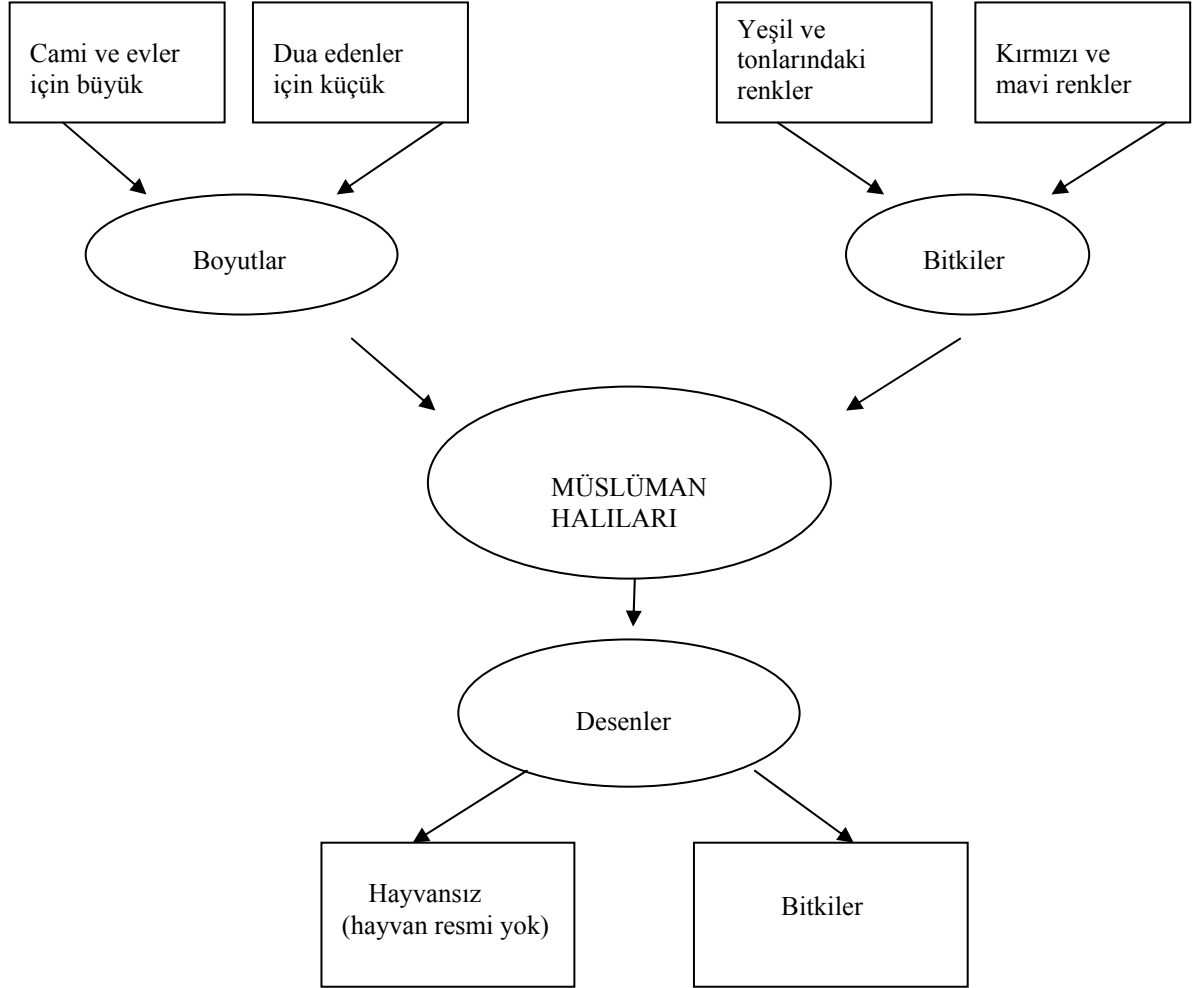 Cami ve evler
için büyük
Dua edenler
için küçük
Yeşil ve
tonlarındaki
renkler
Kırmızı ve
mavi renkler
Boyutlar
Bitkiler
MÜSLÜMAN
HALILARI
Desenler
Hayvansız
(hayvan resmi yok)
Bitkiler